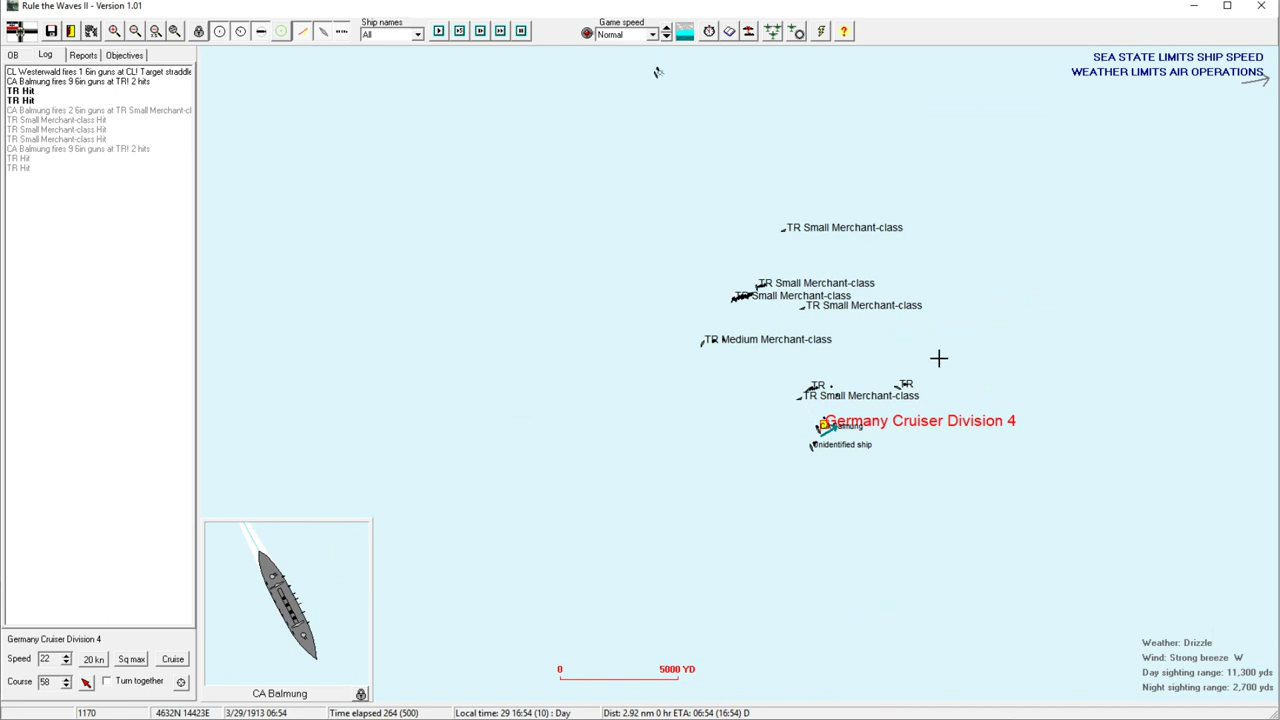 Rule the Waves II - Version 1.01
Ship names
All
Game speed
Normal
OB
Log
Reports
Objectives
SEA STATE LIMITS SHIP SPEED
WEATHER LIMITS AIR OPERATIONS
CL Westerwald fires 1 6in guns at CL! Target straddle
CA Balmung fires 9 6in guns at TR! 2 hits
TR Hit
TR Hit
CA Balmung fires 2 6in guns at TR Small Merchant-cl
TR Small Merchant-class Hit
TR Small Merchant-class Hit
TR Small Merchant-class Hit
CA Balmung fires 9 6in guns at TR! 2 hits
TR Hit
TR Hit
TR Small Merchant-class
TR Small Merchant-class
TR Small Merchant-class
TR Small Merchant-class
TR Medium Merchant-class
TR
TR
TR Small Merchant-class
Germany Cruiser Division 4
Balmung
Unidentified ship
Germany Cruiser Division 4
Speed 22 20 kn Sq max Cruise
Course 58 Turn together
CA Balmung
0 5000 YD
Weather: Drizzle
Wind: Strong breeze W
Day sighting range: 11,300 yds
Night sighting range: 2,700 yds
1170 4632N 14423E 3/29/1913 06:54 Time elapsed 264 (500) Local time: 29 16:54 (10) : Day Dist: 2.92 nm 0 hr ETA: 06:54 (16:54) D